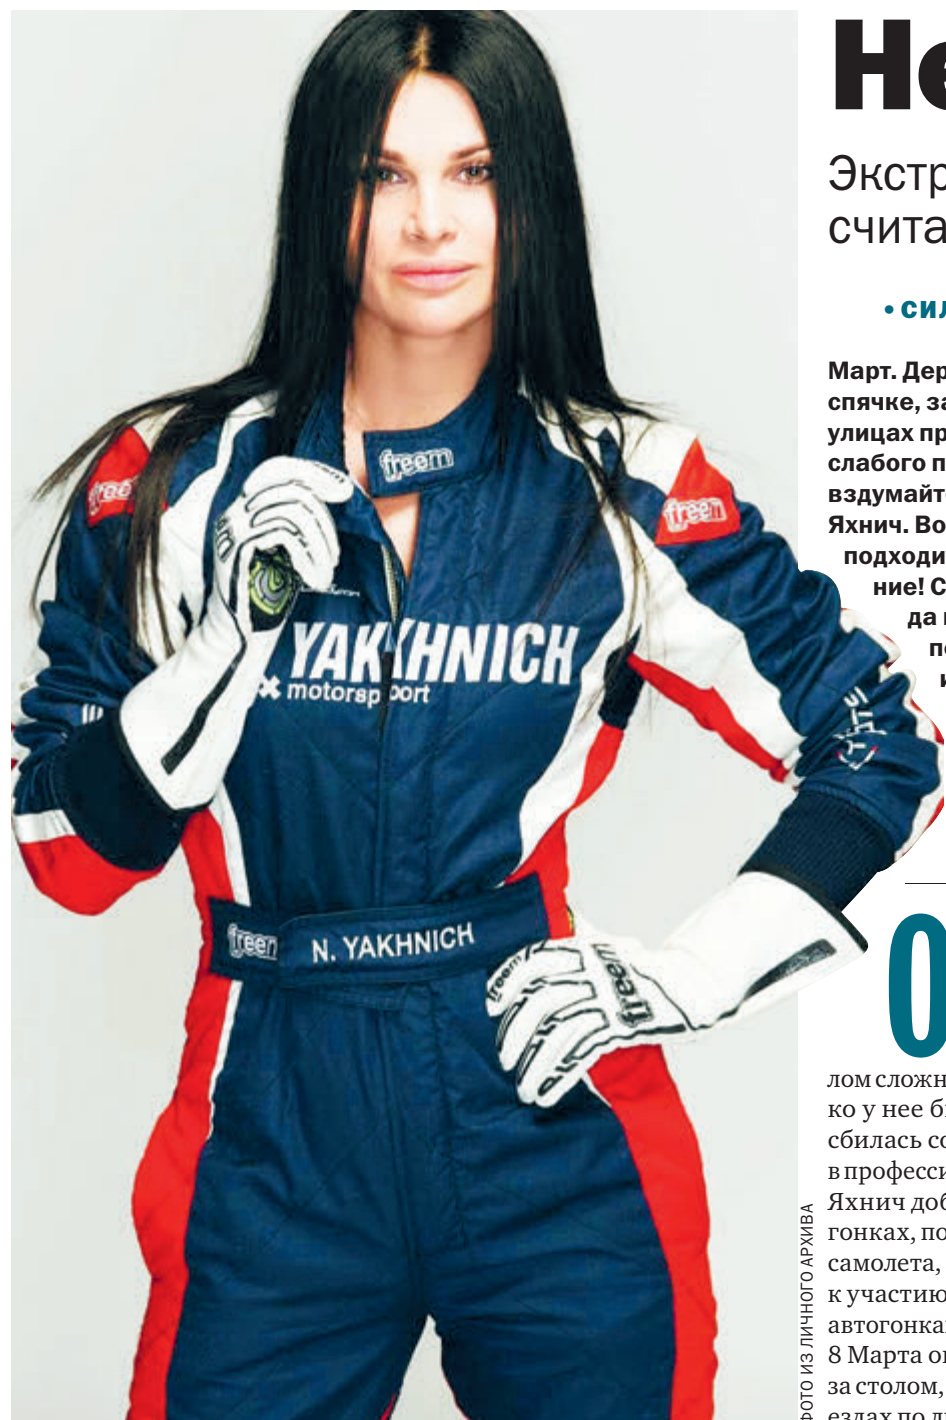 Не
Экстр
счита
• СИЛ
Март. Дер
спячке, за
улицах пр
слабого п
вздумайт
Яхнич. Во
подходи
ние! С
да
freem
freem
freem
YAKHNICH
motorsport
freem
N. YAKHNICH
freem
freem
О
лом сложн
ко у нее б
сбилась со
в професси
Яхнич доб
гонках, по
самолета,
к участию
автогонка
8 Марта о
за столом,
ездах по л
ФОТО ИЗ ЛИЧНОГО АРХИВА